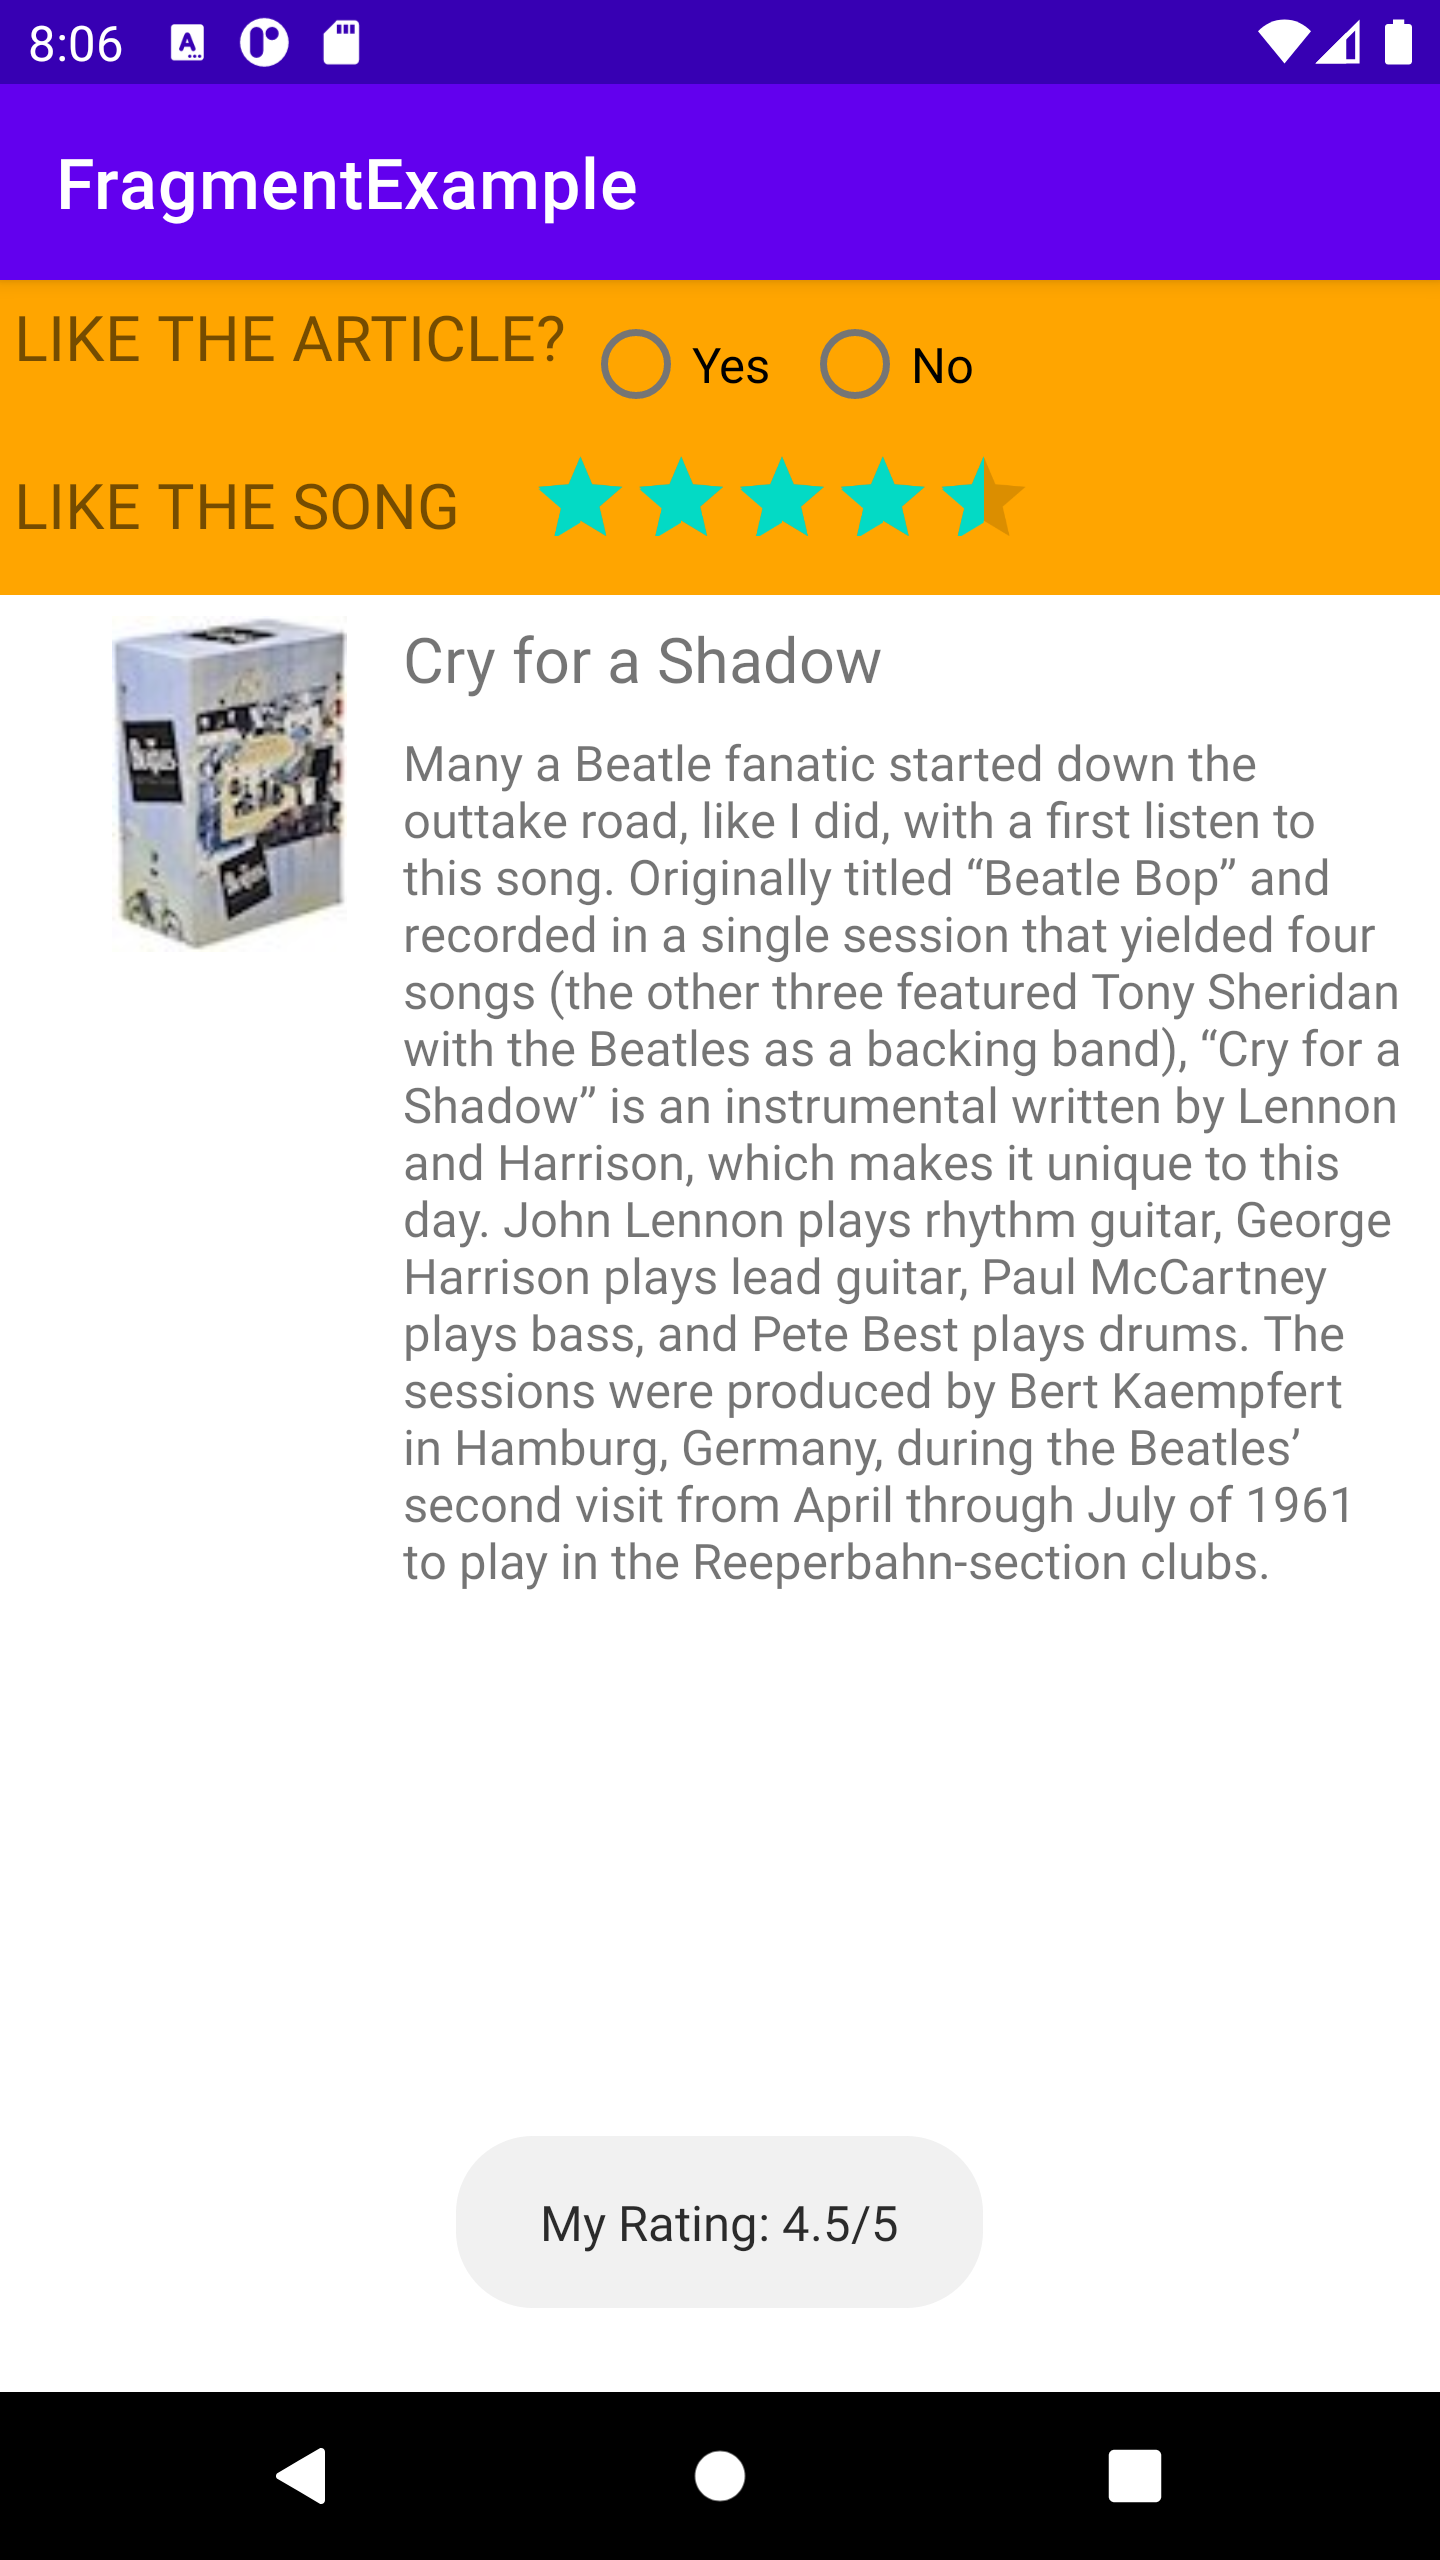 8:06
FragmentExample
LIKE THE ARTICLE?
Yes
No
LIKE THE SONG
Cry for a Shadow
Many a Beatle fanatic started down the
outtake road, like I did, with a first listen to
this song. Originally titled “Beatle Bop” and
recorded in a single session that yielded four
songs (the other three featured Tony Sheridan
with the Beatles as a backing band), “Cry for a
Shadow” is an instrumental written by Lennon
and Harrison, which makes it unique to this
day. John Lennon plays rhythm guitar, George
Harrison plays lead guitar, Paul McCartney
plays bass, and Pete Best plays drums. The
sessions were produced by Bert Kaempfert
in Hamburg, Germany, during the Beatles’
second visit from April through July of 1961
to play in the Reeperbahn-section clubs.
My Rating: 4.5/5